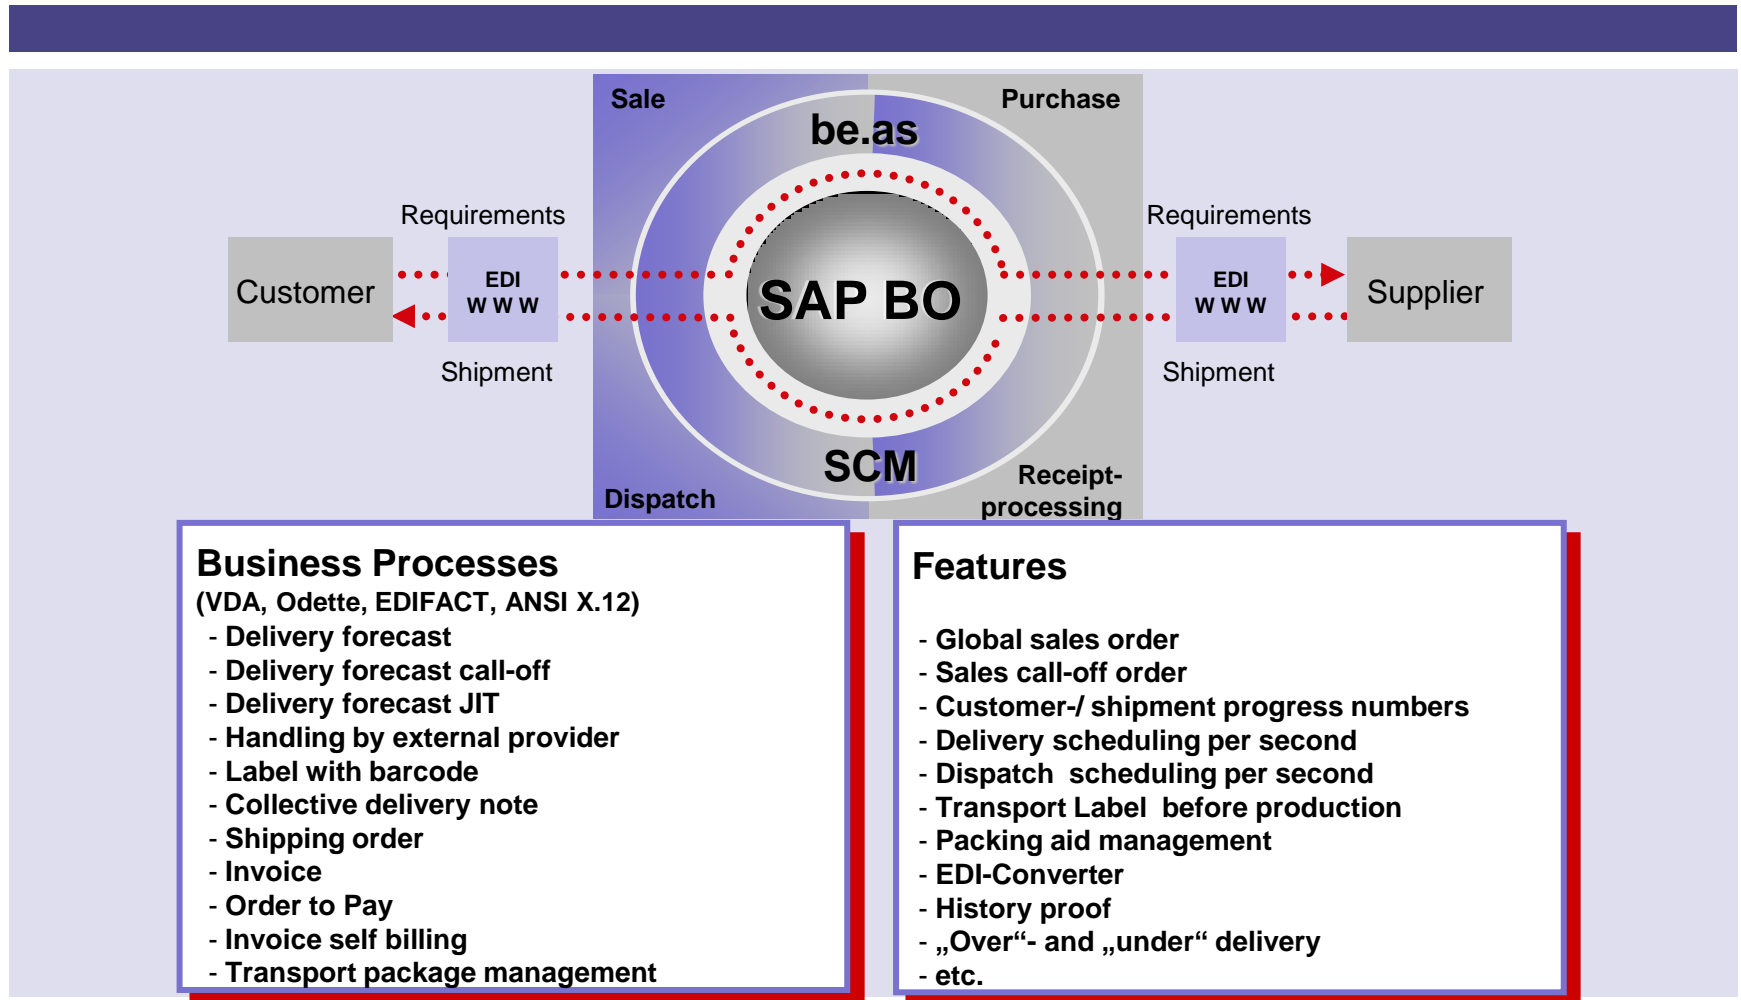 Sale
Purchase
be.as
Requirements
Requirements
Customer
EDI
W W W
SAP BO
EDI
W W W
Supplier
Shipment
Shipment
SCM
Dispatch
Receipt-
processing
Business Processes
(VDA, Odette, EDIFACT, ANSI X.12)
- Delivery forecast
- Delivery forecast call-off
- Delivery forecast JIT
- Handling by external provider
- Label with barcode
- Collective delivery note
- Shipping order
- Invoice
- Order to Pay
- Invoice self billing
- Transport package management
Features
- Global sales order
- Sales call-off order
- Customer-/ shipment progress numbers
- Delivery scheduling per second
- Dispatch  scheduling per second
- Transport Label  before production
- Packing aid management
- EDI-Converter
- History proof
- „Over“- and „under“ delivery
- etc.